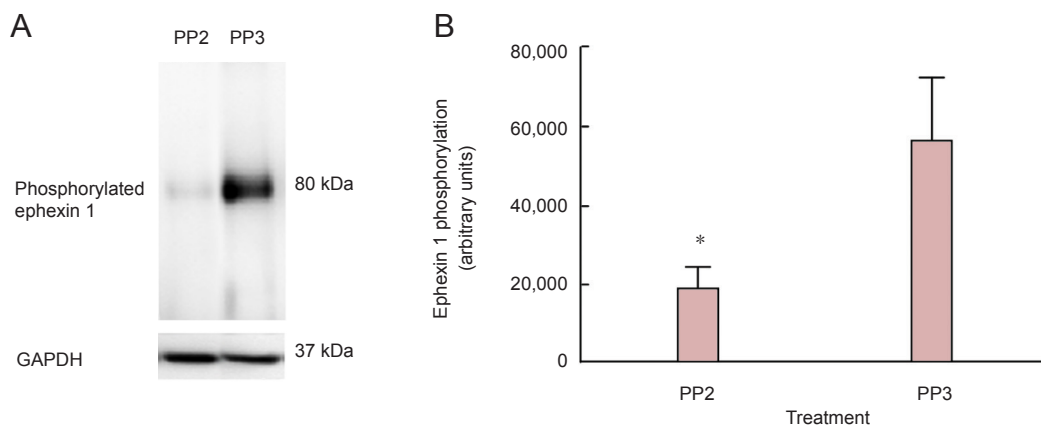 A
PP2 PP3
Phosphorylated
ephexin 1
80 kDa
GAPDH
37 kDa
B
Ephexin 1 phosphorylation
(arbitrary units)
80,000
60,000
40,000
20,000
0
*
PP2
PP3
Treatment